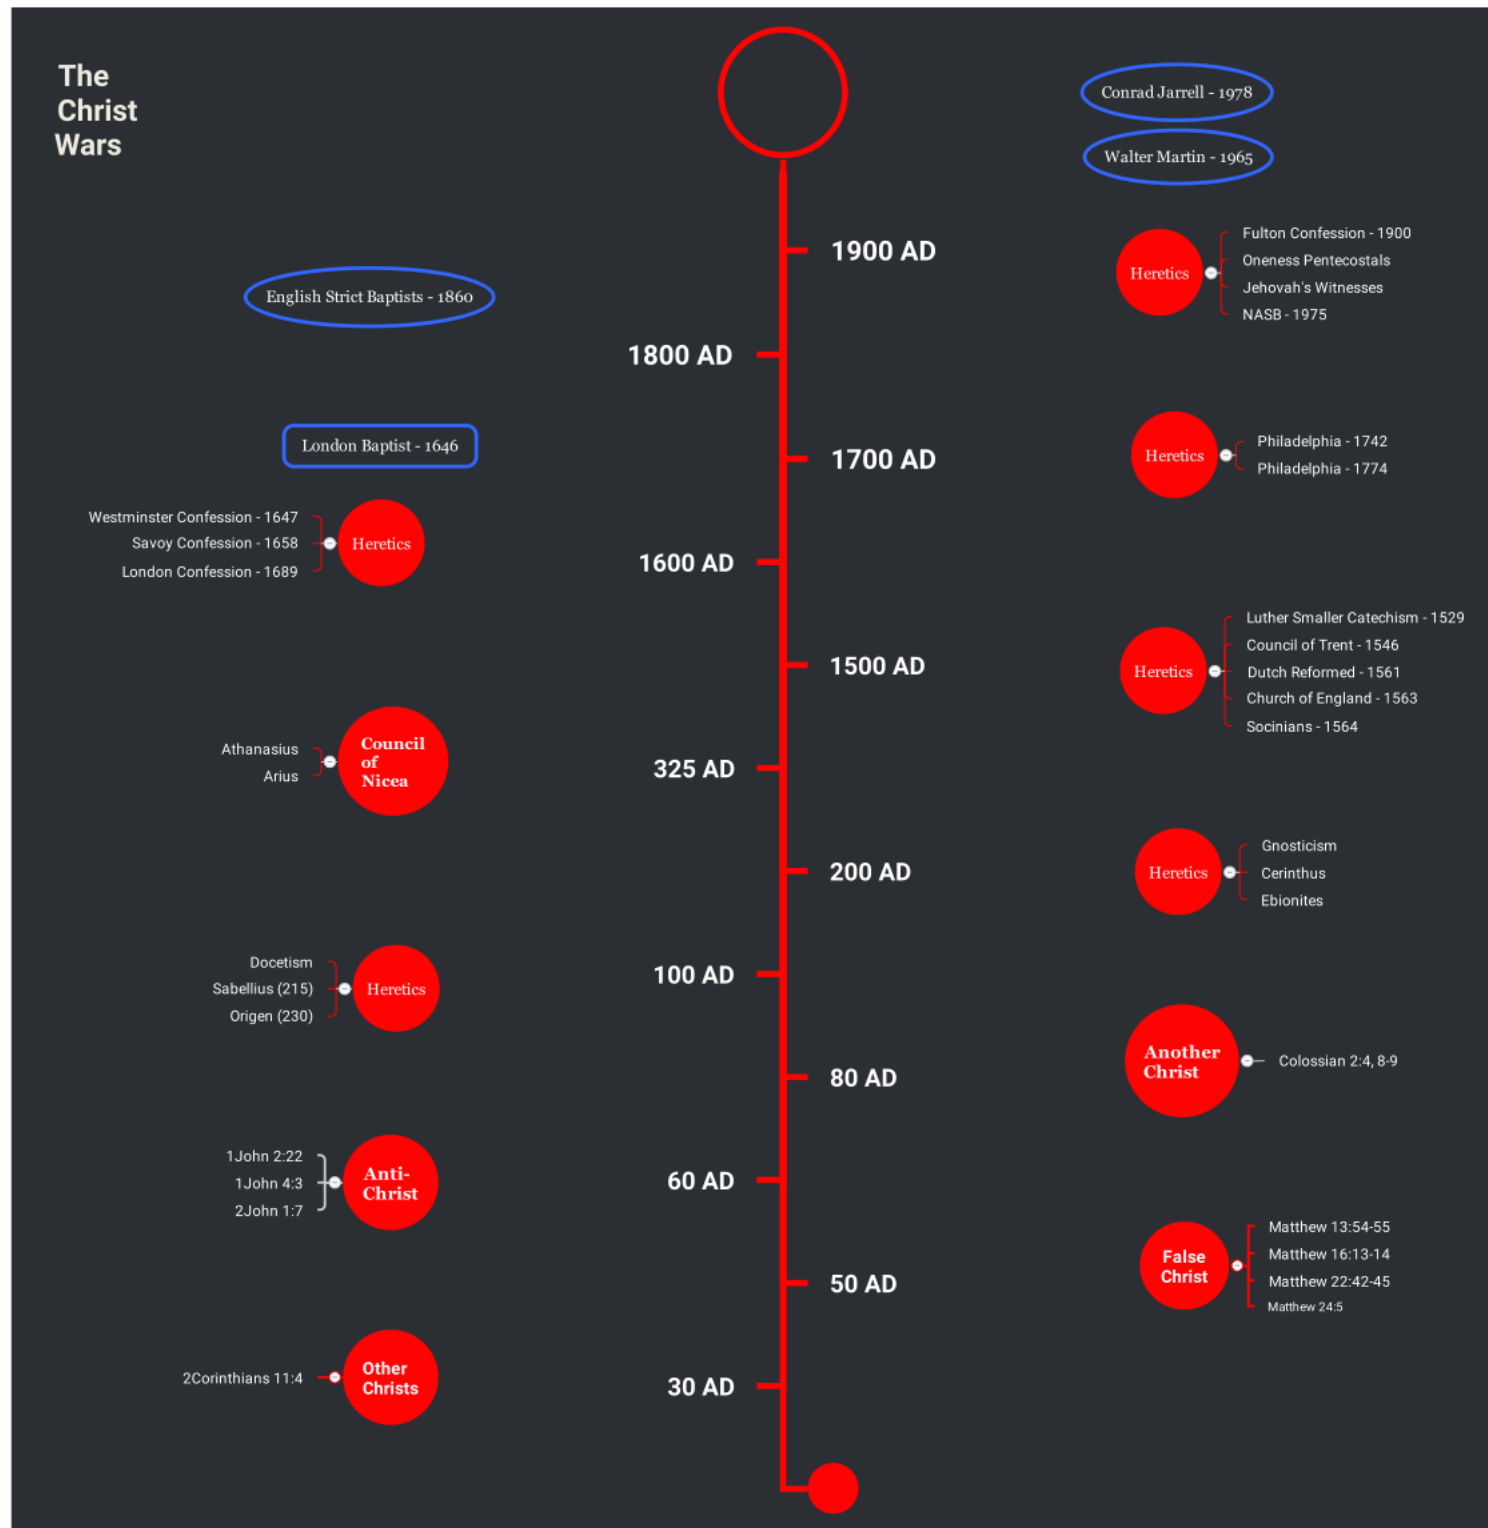 The
Christ
Wars
Conrad Jarrell - 1978
Walter Martin - 1965
1900 AD
Heretics
Fulton Confession - 1900
Oneness Pentecostals
Jehovah's Witnesses
NASB - 1975
English Strict Baptists - 1860
1800 AD
London Baptist - 1646
1700 AD
Heretics
Philadelphia - 1742
Philadelphia - 1774
Westminster Confession - 1647
Savoy Confession - 1658
London Confession - 1689
Heretics
1600 AD
1500 AD
Heretics
Luther Smaller Catechism - 1529
Council of Trent - 1546
Dutch Reformed - 1561
Church of England - 1563
Socinians - 1564
Athanasius
Arius
Council
of
Nicea
325 AD
200 AD
Heretics
Gnosticism
Cerinthus
Ebionites
Docetism
Sabellius (215)
Origen (230)
Heretics
100 AD
80 AD
Another
Christ
Colossian 2:4, 8-9
1John 2:22
1John 4:3
2John 1:7
Anti-
Christ
60 AD
50 AD
False
Christ
Matthew 13:54-55
Matthew 16:13-14
Matthew 22:42-45
Matthew 24:5
2Corinthians 11:4
Other
Christs
30 AD